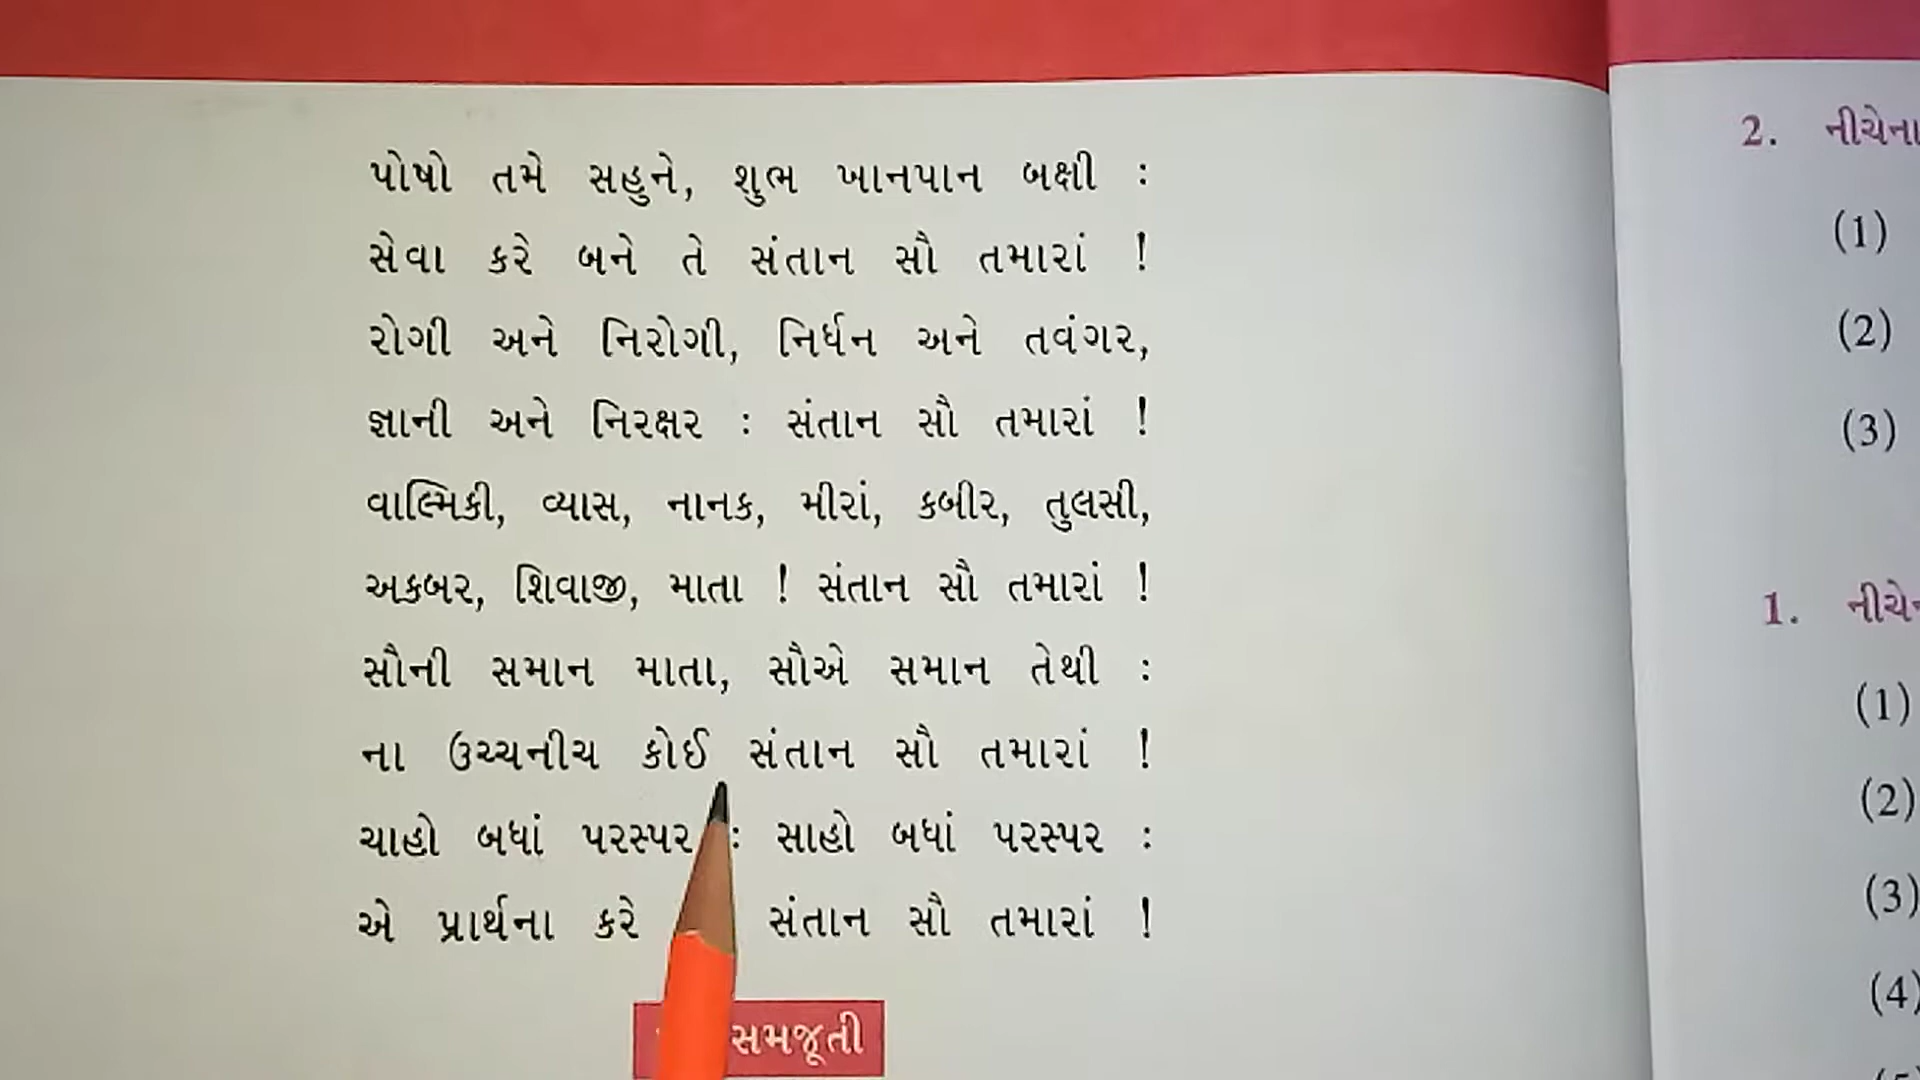 પોષો તમે સહુને, શુભ ખાનપાન બક્ષી :
સેવા કરે બને તે સંતાન સૌ તમારાં !
રોગી અને નિરોગી, નિર્ધન અને તવંગર,
જ્ઞાની અને નિરક્ષર : સંતાન સૌ તમારાં !
વાલ્મિકી, વ્યાસ, નાનક, મીરાં, કબીર, તુલસી,
અકબર, શિવાજી, માતા ! સંતાન સૌ તમારાં !
સૌની સમાન માતા, સૌએ સમાન તેથી :
ના ઉચ્ચનીચ કોઈ સંતાન સૌ તમારાં !
ચાહો બધાં પરસ્પર : સાહો બધાં પરસ્પર :
એ પ્રાર્થના કરે સંતાન સૌ તમારાં !
સમજૂતી
2. નીચેના
(1)
(2)
(3)
1.
(1)
(2)
(3)
(4)